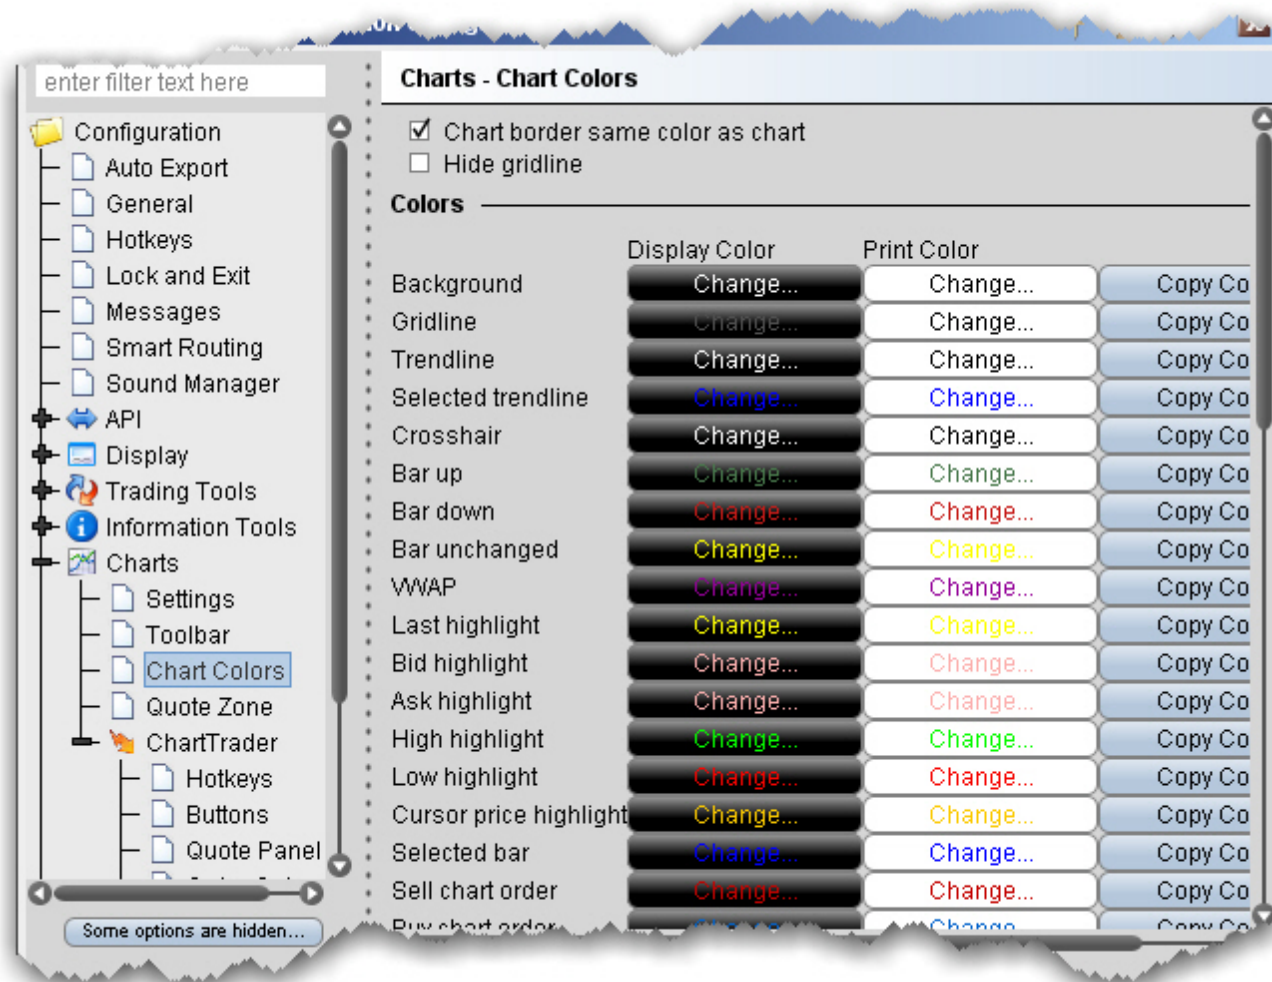 enter filter text here
Configuration
Auto Export
General
Hotkeys
Lock and Exit
Messages
Smart Routing
Sound Manager
API
Display
Trading Tools
Information Tools
Charts
Settings
Toolbar
Chart Colors
Quote Zone
ChartTrader
Hotkeys
Buttons
Quote Panel
Some options are hidden...
Charts - Chart Colors
Chart border same color as chart
Hide gridline
Colors
Display Color Print Color
Background Change... Change... Copy Co
Gridline Change... Change... Copy Co
Trendline Change... Change... Copy Co
Selected trendline Change... Change... Copy Co
Crosshair Change... Change... Copy Co
Bar up Change... Change... Copy Co
Bar down Change... Change... Copy Co
Bar unchanged Change... Change... Copy Co
VWAP Change... Change... Copy Co
Last highlight Change... Change... Copy Co
Bid highlight Change... Change... Copy Co
Ask highlight Change... Change... Copy Co
High highlight Change... Change... Copy Co
Low highlight Change... Change... Copy Co
Cursor price highlight Change... Change... Copy Co
Selected bar Change... Change... Copy Co
Sell chart order Change... Change... Copy Co
Buy chart order Change... Change... Copy Co